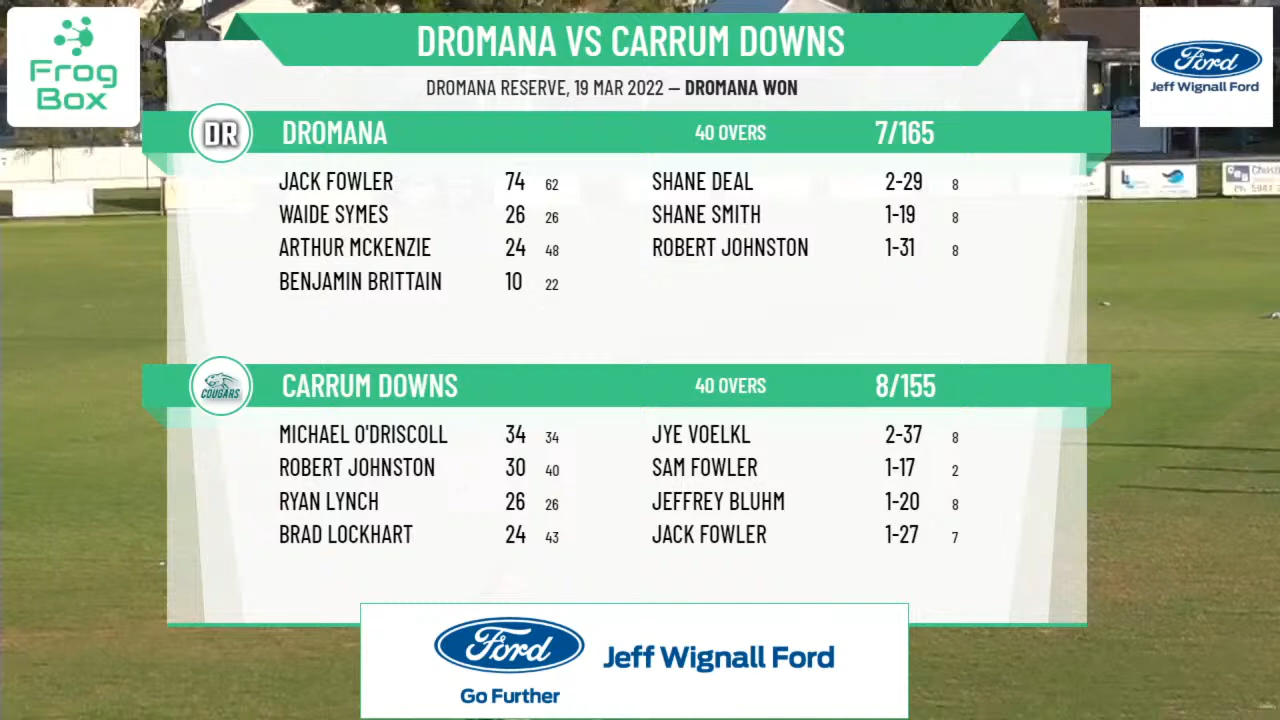 Frog
Box
DROMANA VS CARRUM DOWNS
Ford
Jeff Wignall Ford
DROMANA RESERVE, 19 MAR 2022 – DROMANA WON
DR DROMANA 40 OVERS 7/165
JACK FOWLER 74 62 SHANE DEAL 2-29 8
WAIDE SYMES 26 26 SHANE SMITH 1-19 8
ARTHUR MCKENZIE 24 48 ROBERT JOHNSTON 1-31 8
BENJAMIN BRITTAIN 10 22
COUGARS CARRUM DOWNS 40 OVERS 8/155
MICHAEL O'DRISCOLL 34 34 JYE VOELKL 2-37 8
ROBERT JOHNSTON 30 40 SAM FOWLER 1-17 2
RYAN LYNCH 26 26 JEFFREY BLUHM 1-20 8
BRAD LOCKHART 24 43 JACK FOWLER 1-27 7
Ford Jeff Wignall Ford
Go Further